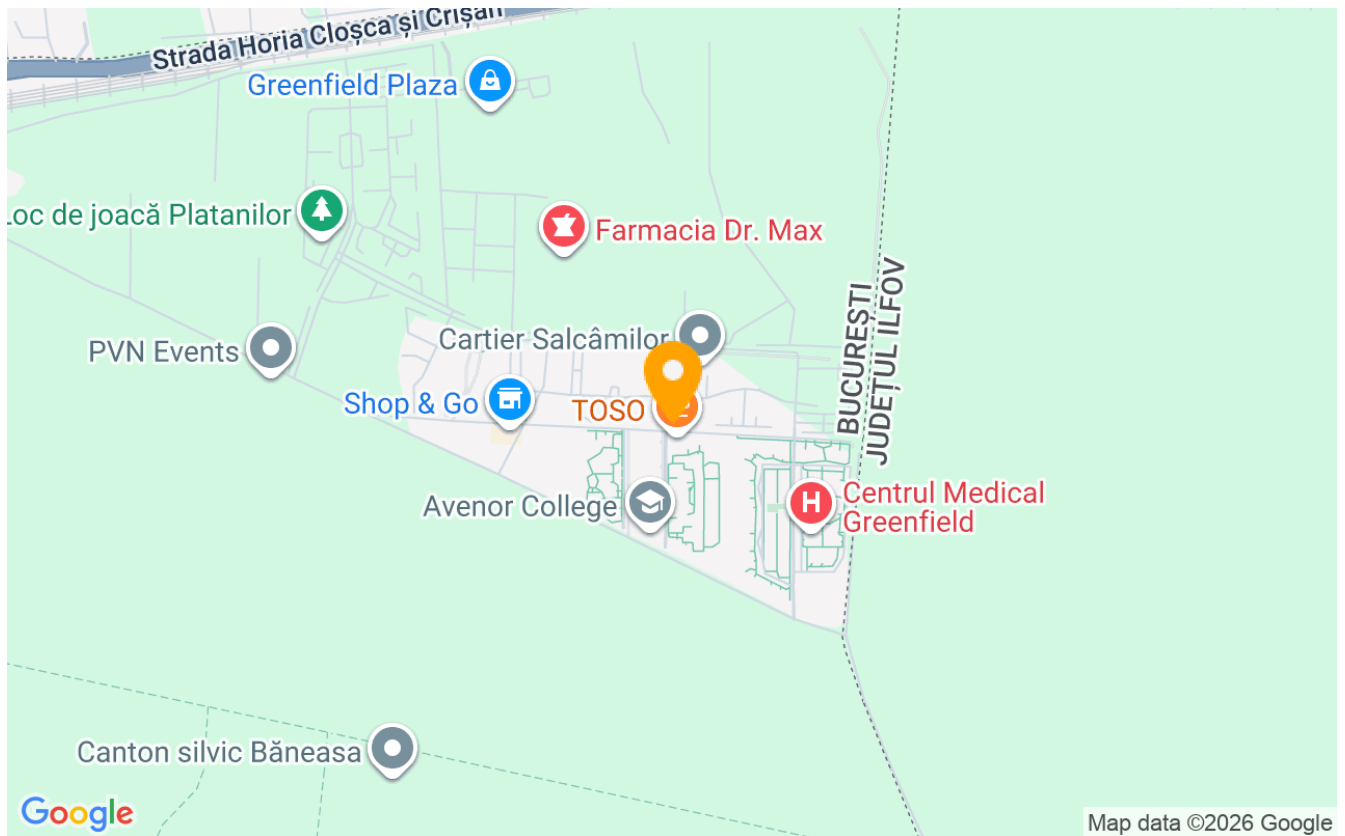 Strada Horia Cloșca și Crișan
Greenfield Plaza
Loc de joacă Platanilor
Farmacia Dr. Max
BUCUREȘTI
JUDEȚUL ILFOV
Cartier Salcâmilor
PVN Events
Shop & Go
TOSO
Avenor College
Centrul Medical
Greenfield
Canton silvic Băneasa
Google
Map data ©2026 Google